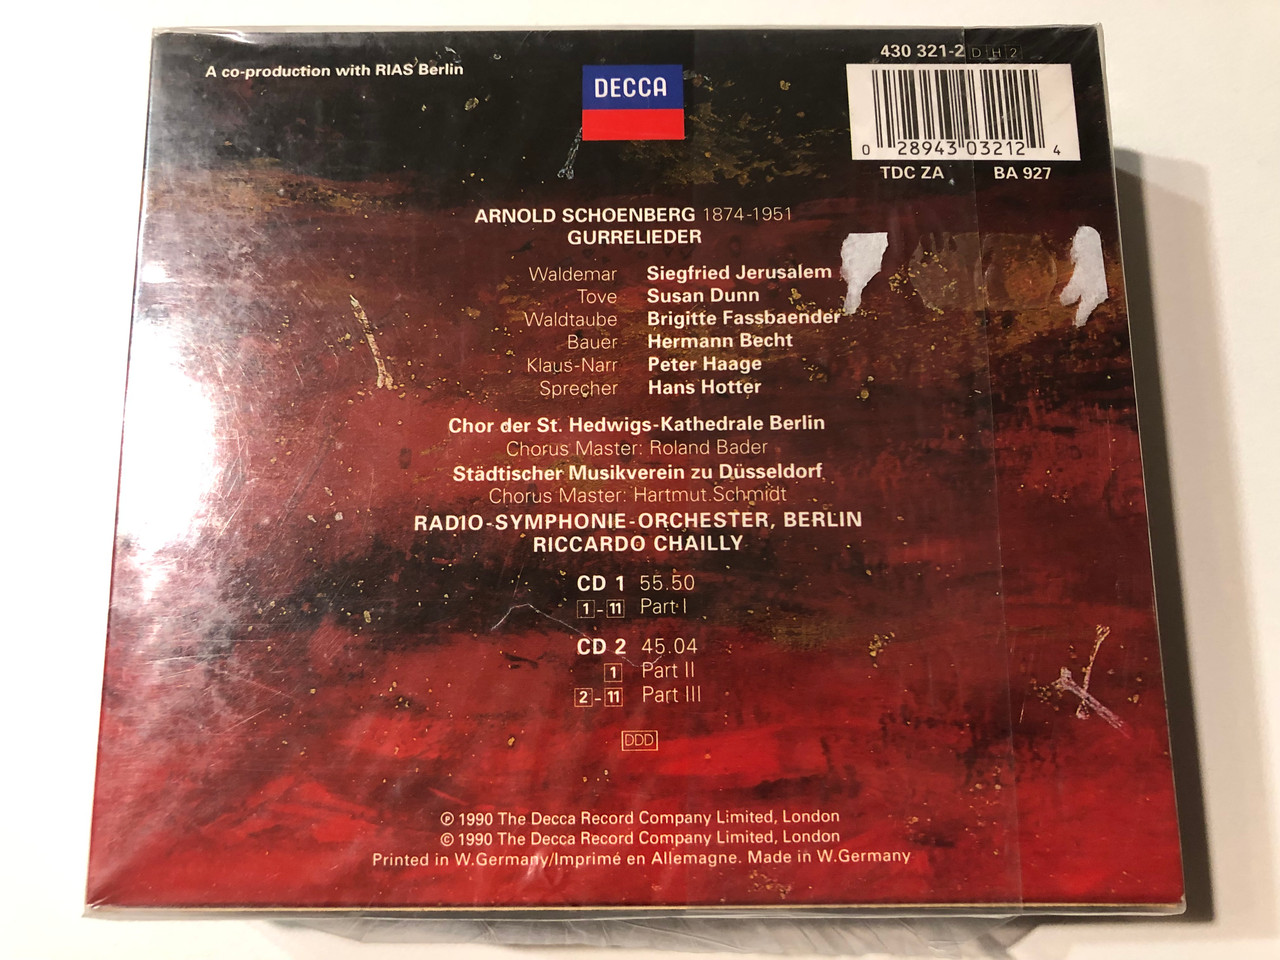 A co-production with RIAS Berlin
DECCA
430 321-2 DH2
0 28943 03212 4
TDC ZA BA 927
ARNOLD SCHOENBERG 1874-1951
GURRELIEDER
Waldemar Siegfried Jerusalem
Tove Susan Dunn
Waldtaube Brigitte Fassbaender
Bauer Hermann Becht
Klaus-Narr Peter Haage
Sprecher Hans Hotter
Chor der St. Hedwigs-Kathedrale Berlin
Chorus Master: Roland Bader
Städtischer Musikverein zu Düsseldorf
Chorus Master: Hartmut Schmidt
RADIO-SYMPHONIE-ORCHESTER, BERLIN
RICCARDO CHAILLY
CD 1 55.50
1-11 Part I
CD 2 45.04
1 Part II
2-11 Part III
DDD
℗ 1990 The Decca Record Company Limited, London
© 1990 The Decca Record Company Limited, London
Printed in W.Germany/Imprimé en Allemagne. Made in W.Germany